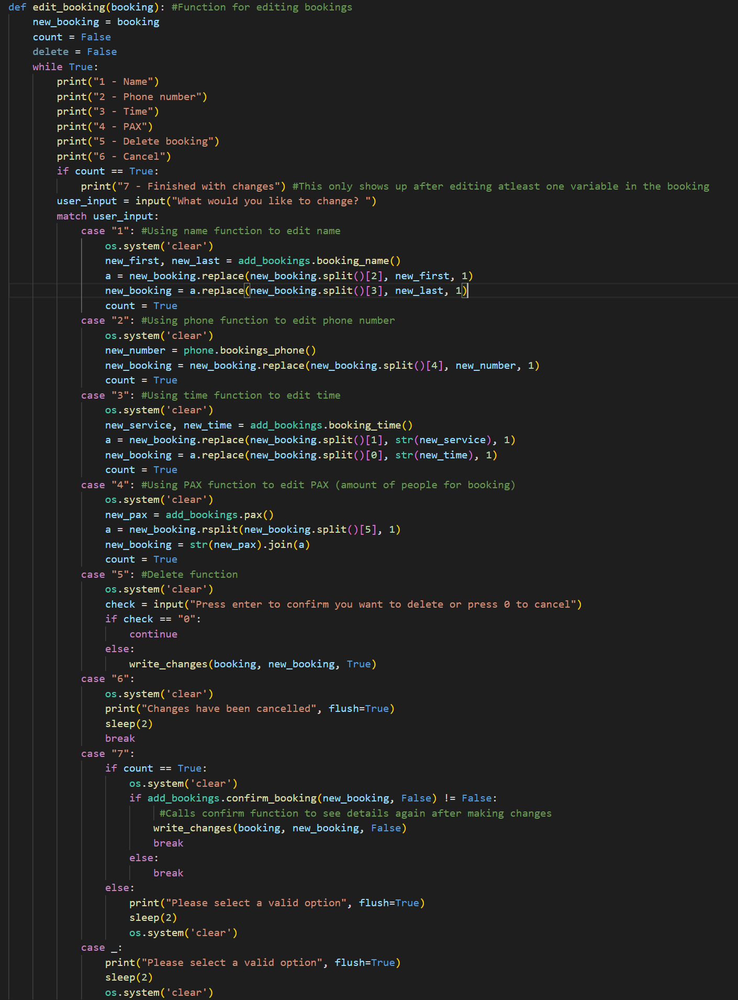 def edit_booking(booking): #Function for editing bookings
    new_booking = booking
    count = False
    delete = False
    while True:
        print("1 - Name")
        print("2 - Phone number")
        print("3 - Time")
        print("4 - PAX")
        print("5 - Delete booking")
        print("6 - Cancel")
        if count == True:
            print("7 - Finished with changes") #This only shows up after editing atleast one variable in the booking
        user_input = input("What would you like to change? ")
        match user_input:
            case "1": #Using name function to edit name
                os.system('clear')
                new_first, new_last = add_bookings.booking_name()
                a = new_booking.replace(new_booking.split()[2], new_first, 1)
                new_booking = a.replace(new_booking.split()[3], new_last, 1)
                count = True
            case "2": #Using phone function to edit phone number
                os.system('clear')
                new_number = phone.bookings_phone()
                new_booking = new_booking.replace(new_booking.split()[4], new_number, 1)
                count = True
            case "3": #Using time function to edit time
                os.system('clear')
                new_service, new_time = add_bookings.booking_time()
                a = new_booking.replace(new_booking.split()[1], str(new_service), 1)
                new_booking = a.replace(new_booking.split()[0], str(new_time), 1)
                count = True
            case "4": #Using PAX function to edit PAX (amount of people for booking)
                os.system('clear')
                new_pax = add_bookings.pax()
                a = new_booking.rsplit(new_booking.split()[5], 1)
                new_booking = str(new_pax).join(a)
                count = True
            case "5": #Delete function
                os.system('clear')
                check = input("Press enter to confirm you want to delete or press 0 to cancel")
                if check == "0":
                    continue
                else:
                    write_changes(booking, new_booking, True)
            case "6":
                os.system('clear')
                print("Changes have been cancelled", flush=True)
                sleep(2)
                break
            case "7":
                if count == True:
                    os.system('clear')
                    if add_bookings.confirm_booking(new_booking, False) != False:
                         #Calls confirm function to see details again after making changes
                        write_changes(booking, new_booking, False)
                        break
                    else:
                        break
                else:
                    print("Please select a valid option", flush=True)
                    sleep(2)
                    os.system('clear')
            case _:
                print("Please select a valid option", flush=True)
                sleep(2)
                os.system('clear')